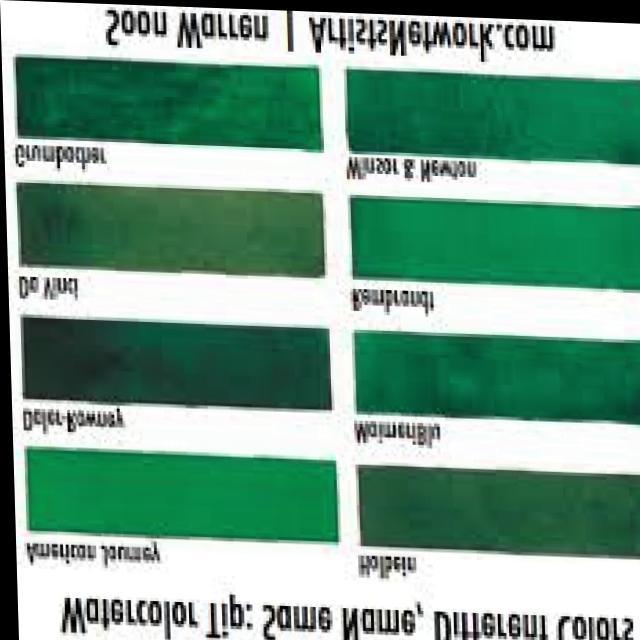 Watercolor Tip: Same Name, Different Colors
American Journey
Holbein
Daler-Rowney
MaimeriBlu
Da Vinci
Rembrandt
Grumbacher
Winsor & Newton
Soon Warren | ArtistsNetwork.com